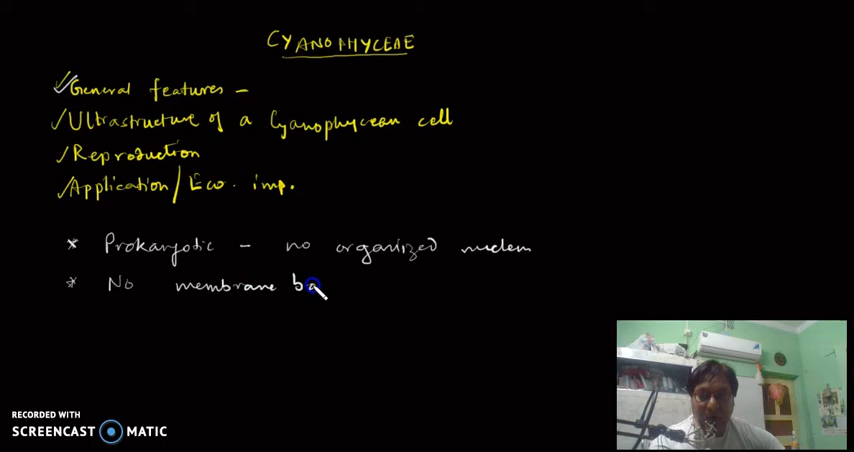 CYANOPHYCEAE
General features -
Ultrastructure of a Cyanophycean cell
Reproduction
Application / Eco. imp.
* Prokaryotic - no organized
* No membrane bo
RECORDED WITH
SCREENCAST MATIC